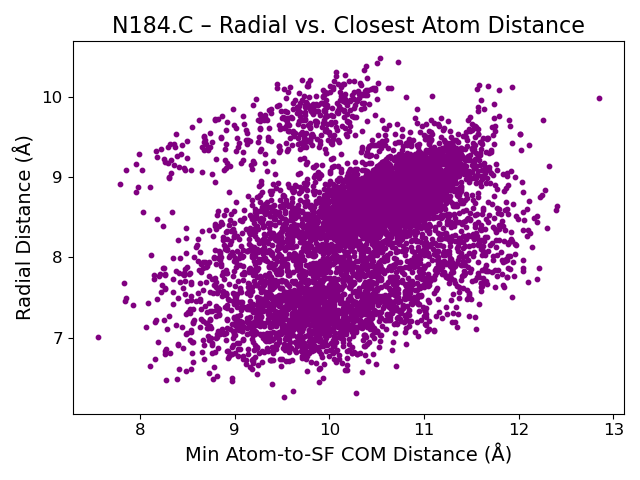 N184.C – Radial vs. Closest Atom Distance
10
9
8
7
Radial Distance (Å)
8 9 10 11 12 13
Min Atom-to-SF COM Distance (Å)